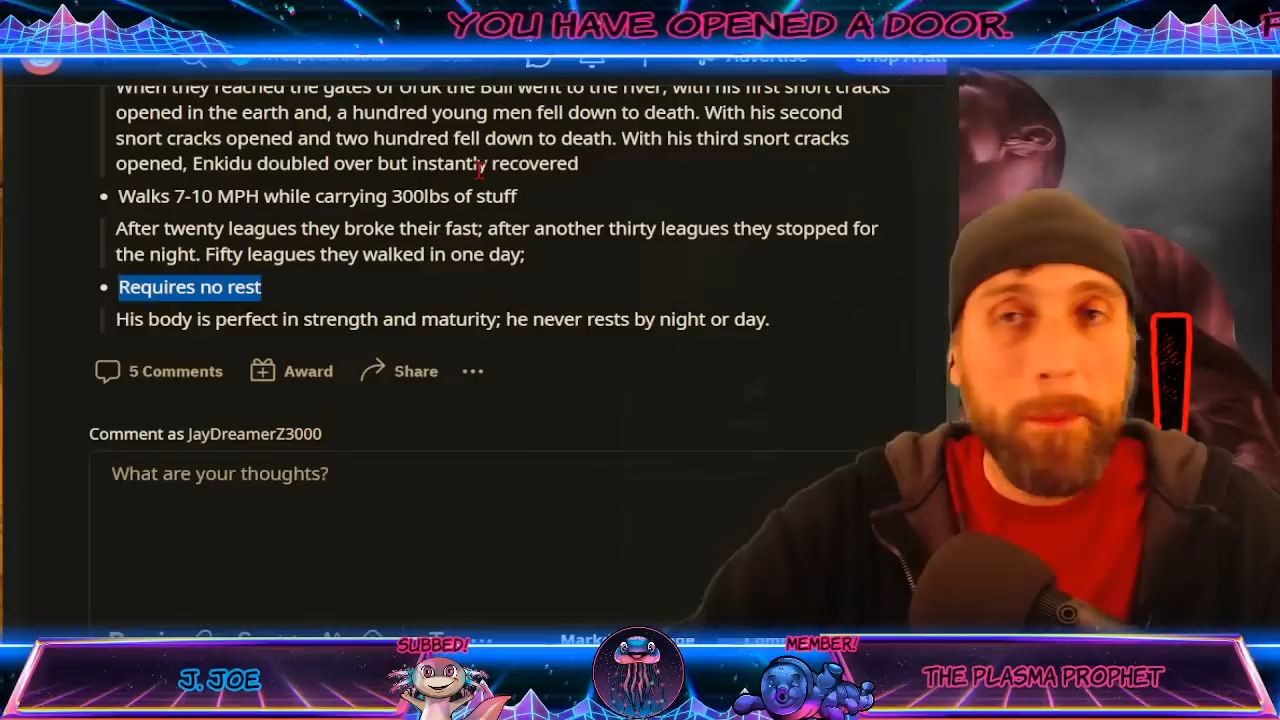 YOU HAVE OPENED A DOOR.
Advertise
When they reached the gates of Uruk the Bull went to the river, with his first snort cracks
opened in the earth and, a hundred young men fell down to death. With his second
snort cracks opened and two hundred fell down to death. With his third snort cracks
opened, Enkidu doubled over but instantly recovered
• Walks 7-10 MPH while carrying 300lbs of stuff
After twenty leagues they broke their fast; after another thirty leagues they stopped for
the night. Fifty leagues they walked in one day;
• Requires no rest
His body is perfect in strength and maturity; he never rests by night or day.
5 Comments Award Share
Comment as JayDreamerZ3000
What are your thoughts?
SUBBED!
J. JOE
MEMBER!
THE PLASMA PROPHET